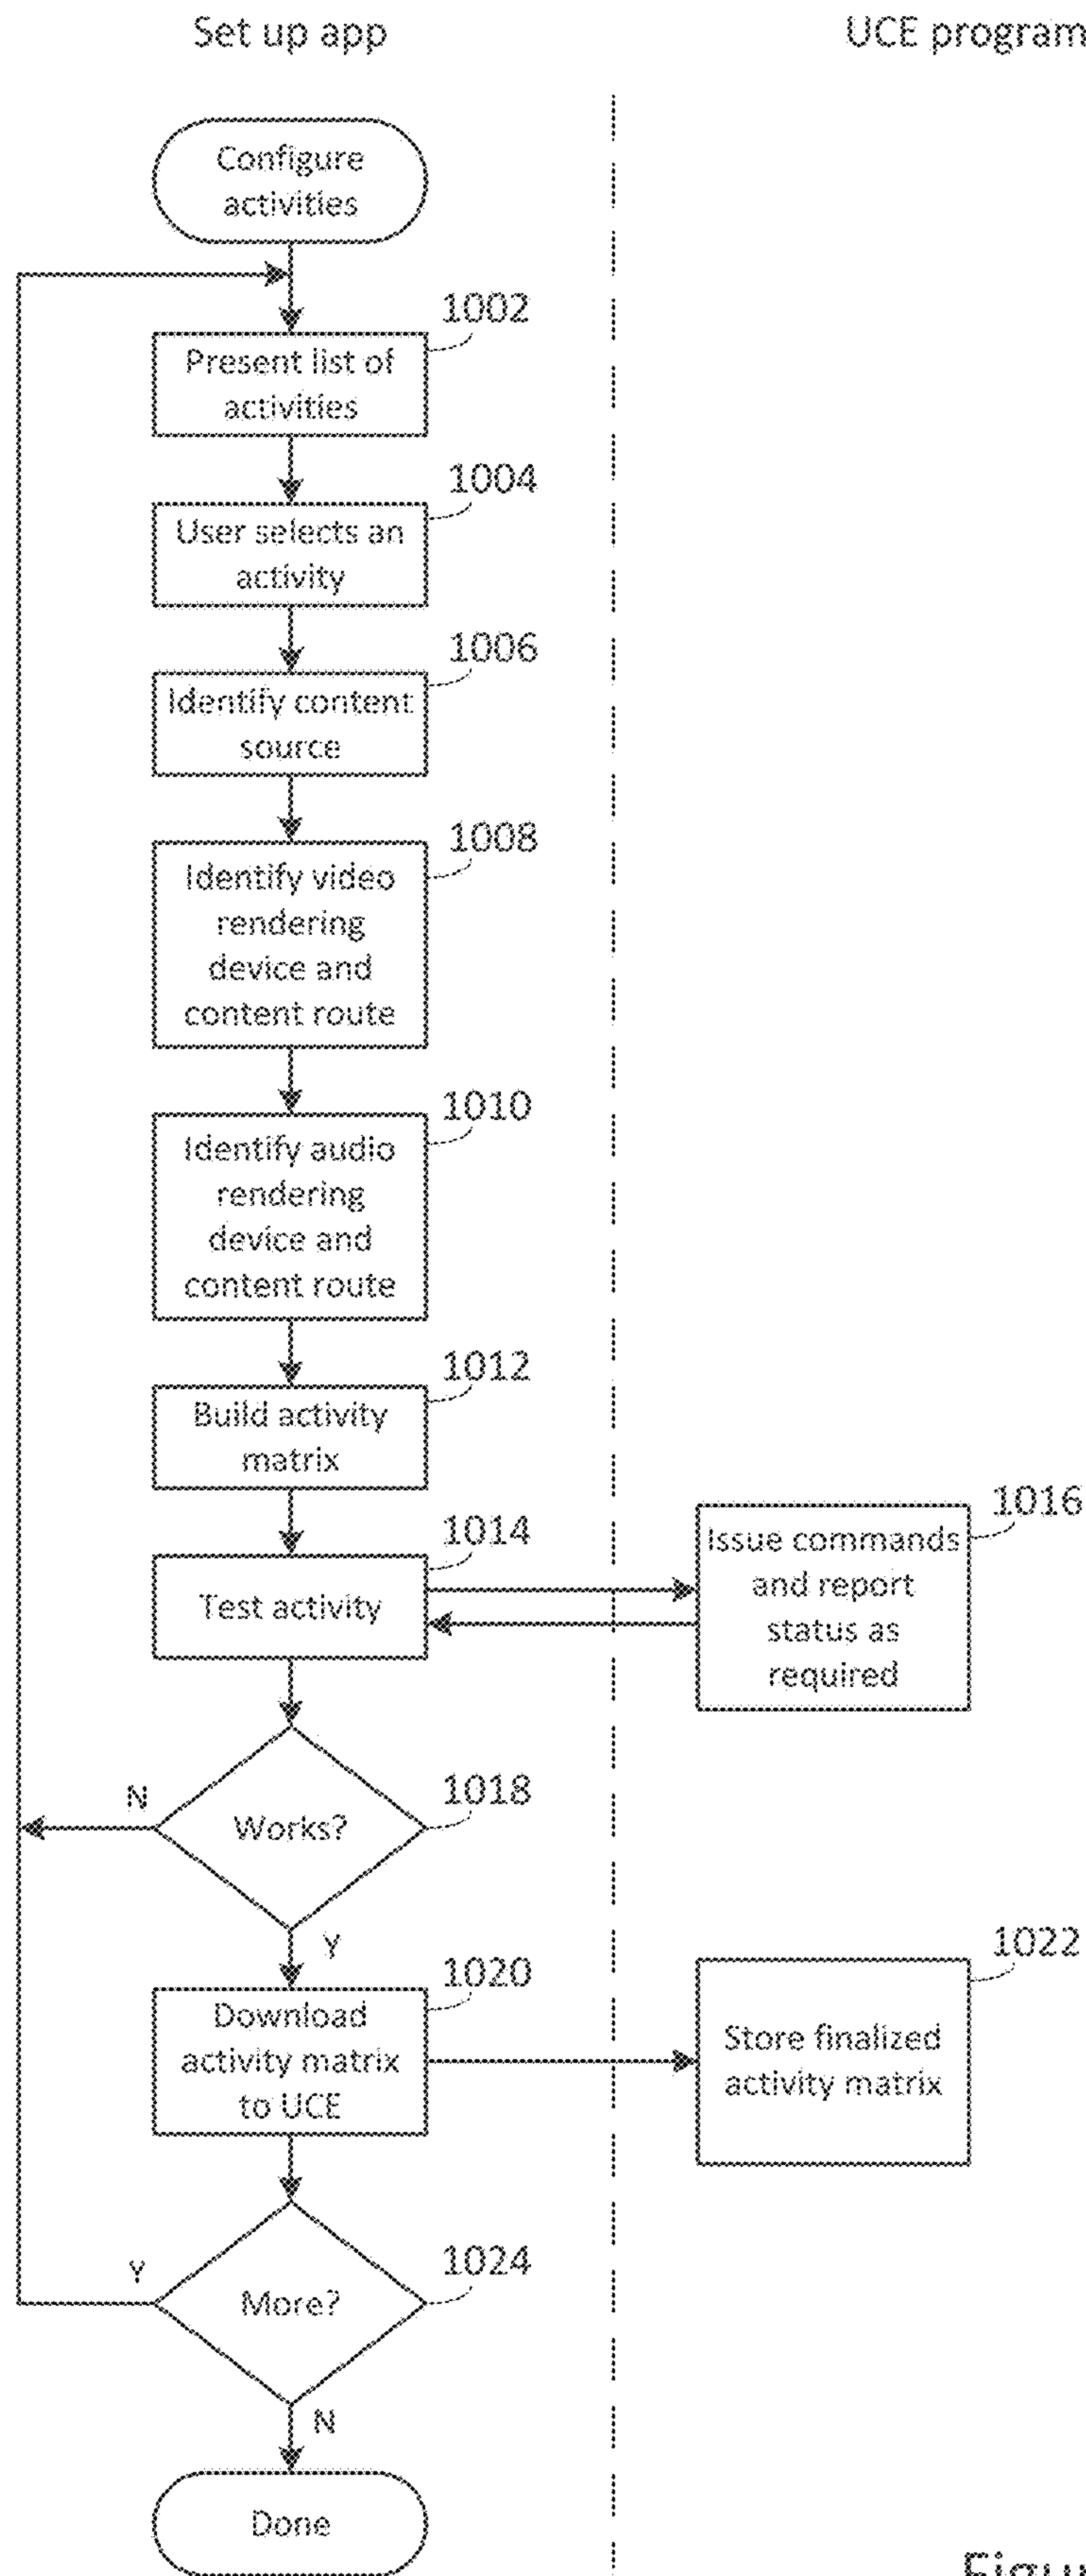 Set up app
UCE program
Configure
activities
1002
Present list of
activities
1004
User selects an
activity
1006
Identify content
source
1008
Identify video
rendering
device and
content route
1010
Identify audio
rendering
device and
content route
1012
Build activity
matrix
1014
Test activity
1016
Issue commands
and report
status as
required
1018
Works?
N
Y
1020
Download
activity matrix
to UCE
1022
Store finalized
activity matrix
1024
More?
Y
N
Done